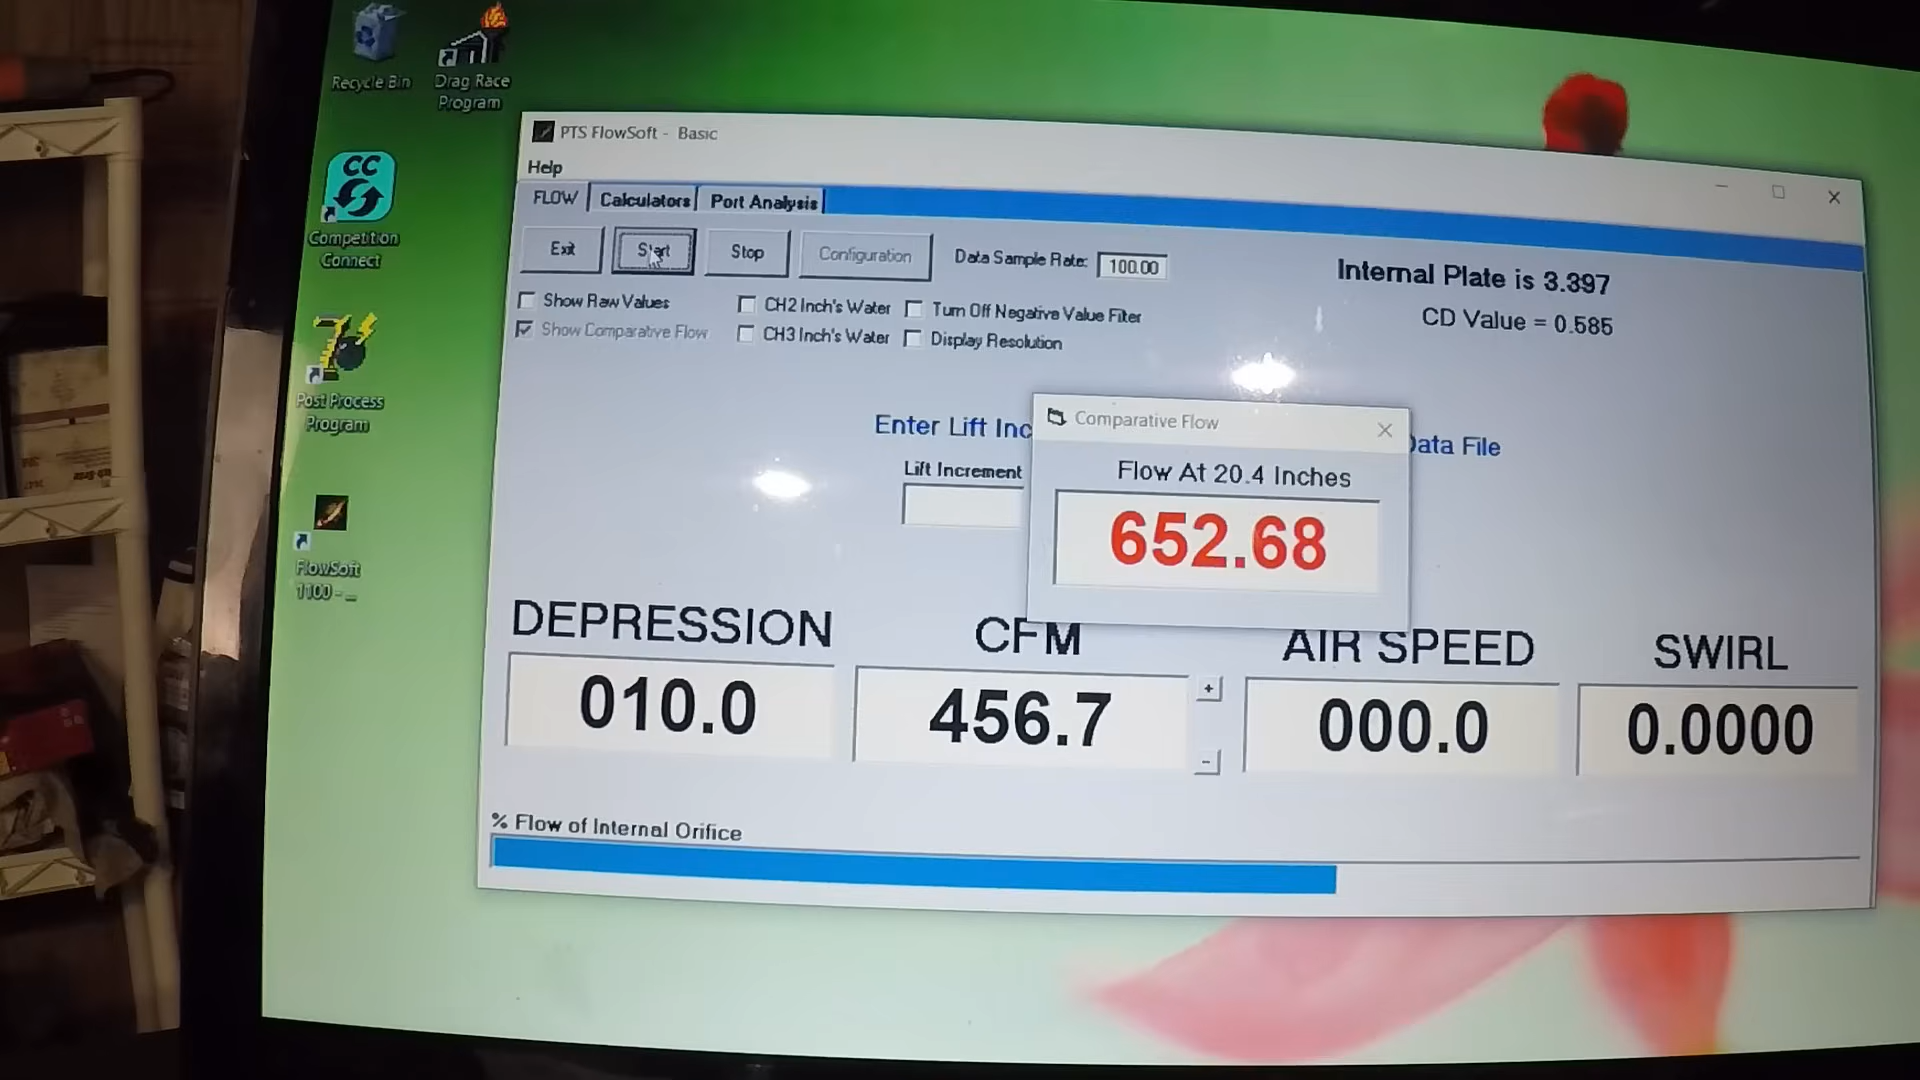 Recycle Bin
Drag Race
Program
CC
Competition
Connect
Post Process
Program
FlowSoft
1100 - ...
PTS FlowSoft - Basic
Help
FLOW
Calculators
Port Analysis
Exit
Start
Stop
Configuration
Data Sample Rate: 100.00
Internal Plate is 3.397
CD Value = 0.585
Show Raw Values
CH2 Inch's Water
Turn Off Negative Value Filter
Show Comparative Flow
CH3 Inch's Water
Display Resolution
Enter Lift Inc
Data File
Lift Increment
Comparative Flow
Flow At 20.4 Inches
652.68
DEPRESSION
CFM
AIR SPEED
SWIRL
010.0
456.7
+
-
000.0
0.0000
% Flow of Internal Orifice